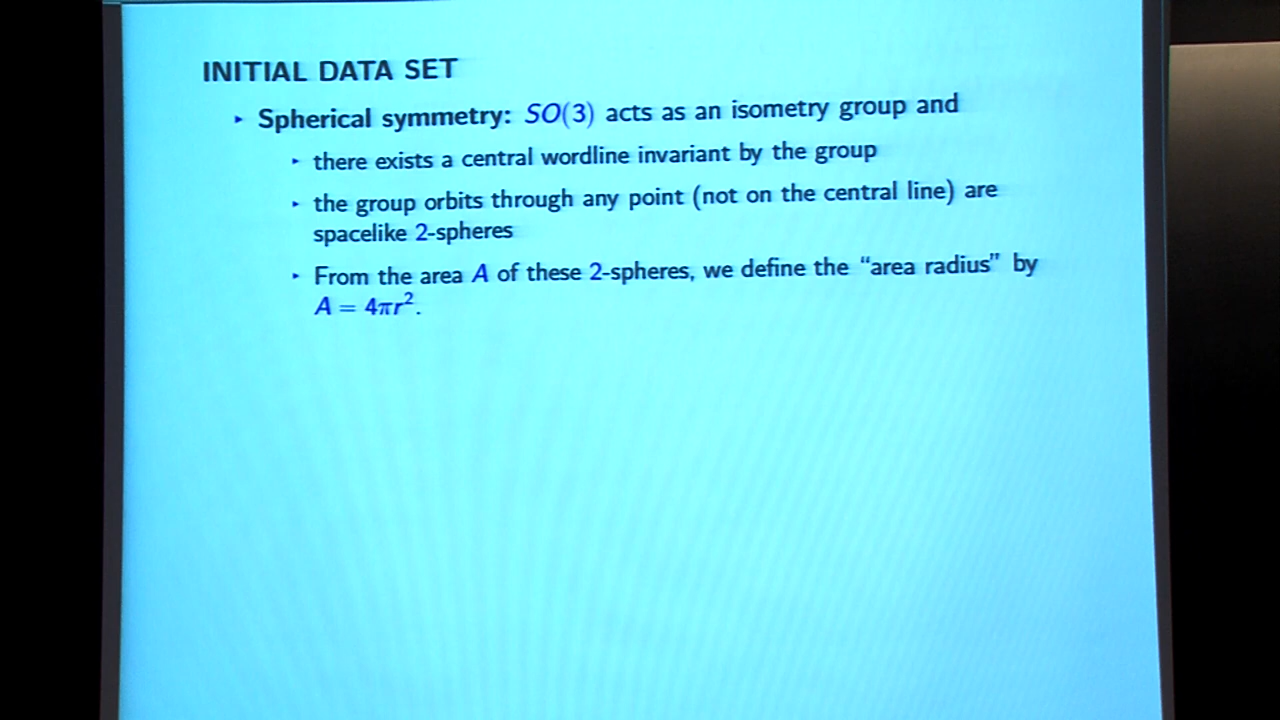 INITIAL DATA SET
‣ Spherical symmetry: SO(3) acts as an isometry group and
‣ there exists a central wordline invariant by the group
‣ the group orbits through any point (not on the central line) are
spacelike 2-spheres
‣ From the area A of these 2-spheres, we define the “area radius” by
A = 4πr².